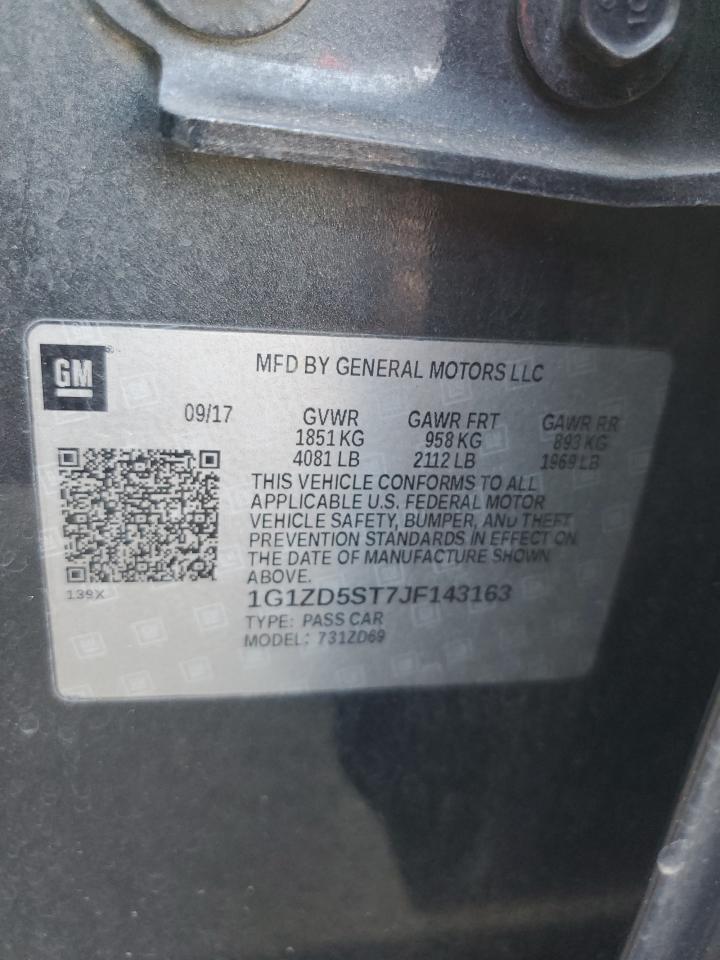 GM
MFD BY GENERAL MOTORS LLC
09/17 GVWR GAWR FRT GAWR RR
1851 KG 958 KG 893 KG
4081 LB 2112 LB 1969 LB
THIS VEHICLE CONFORMS TO ALL
APPLICABLE U.S. FEDERAL MOTOR
VEHICLE SAFETY, BUMPER, AND THEFT
PREVENTION STANDARDS IN EFFECT ON
THE DATE OF MANUFACTURE SHOWN
ABOVE.
139X
1G1ZD5ST7JF143163
TYPE: PASS CAR
MODEL: 731ZD69